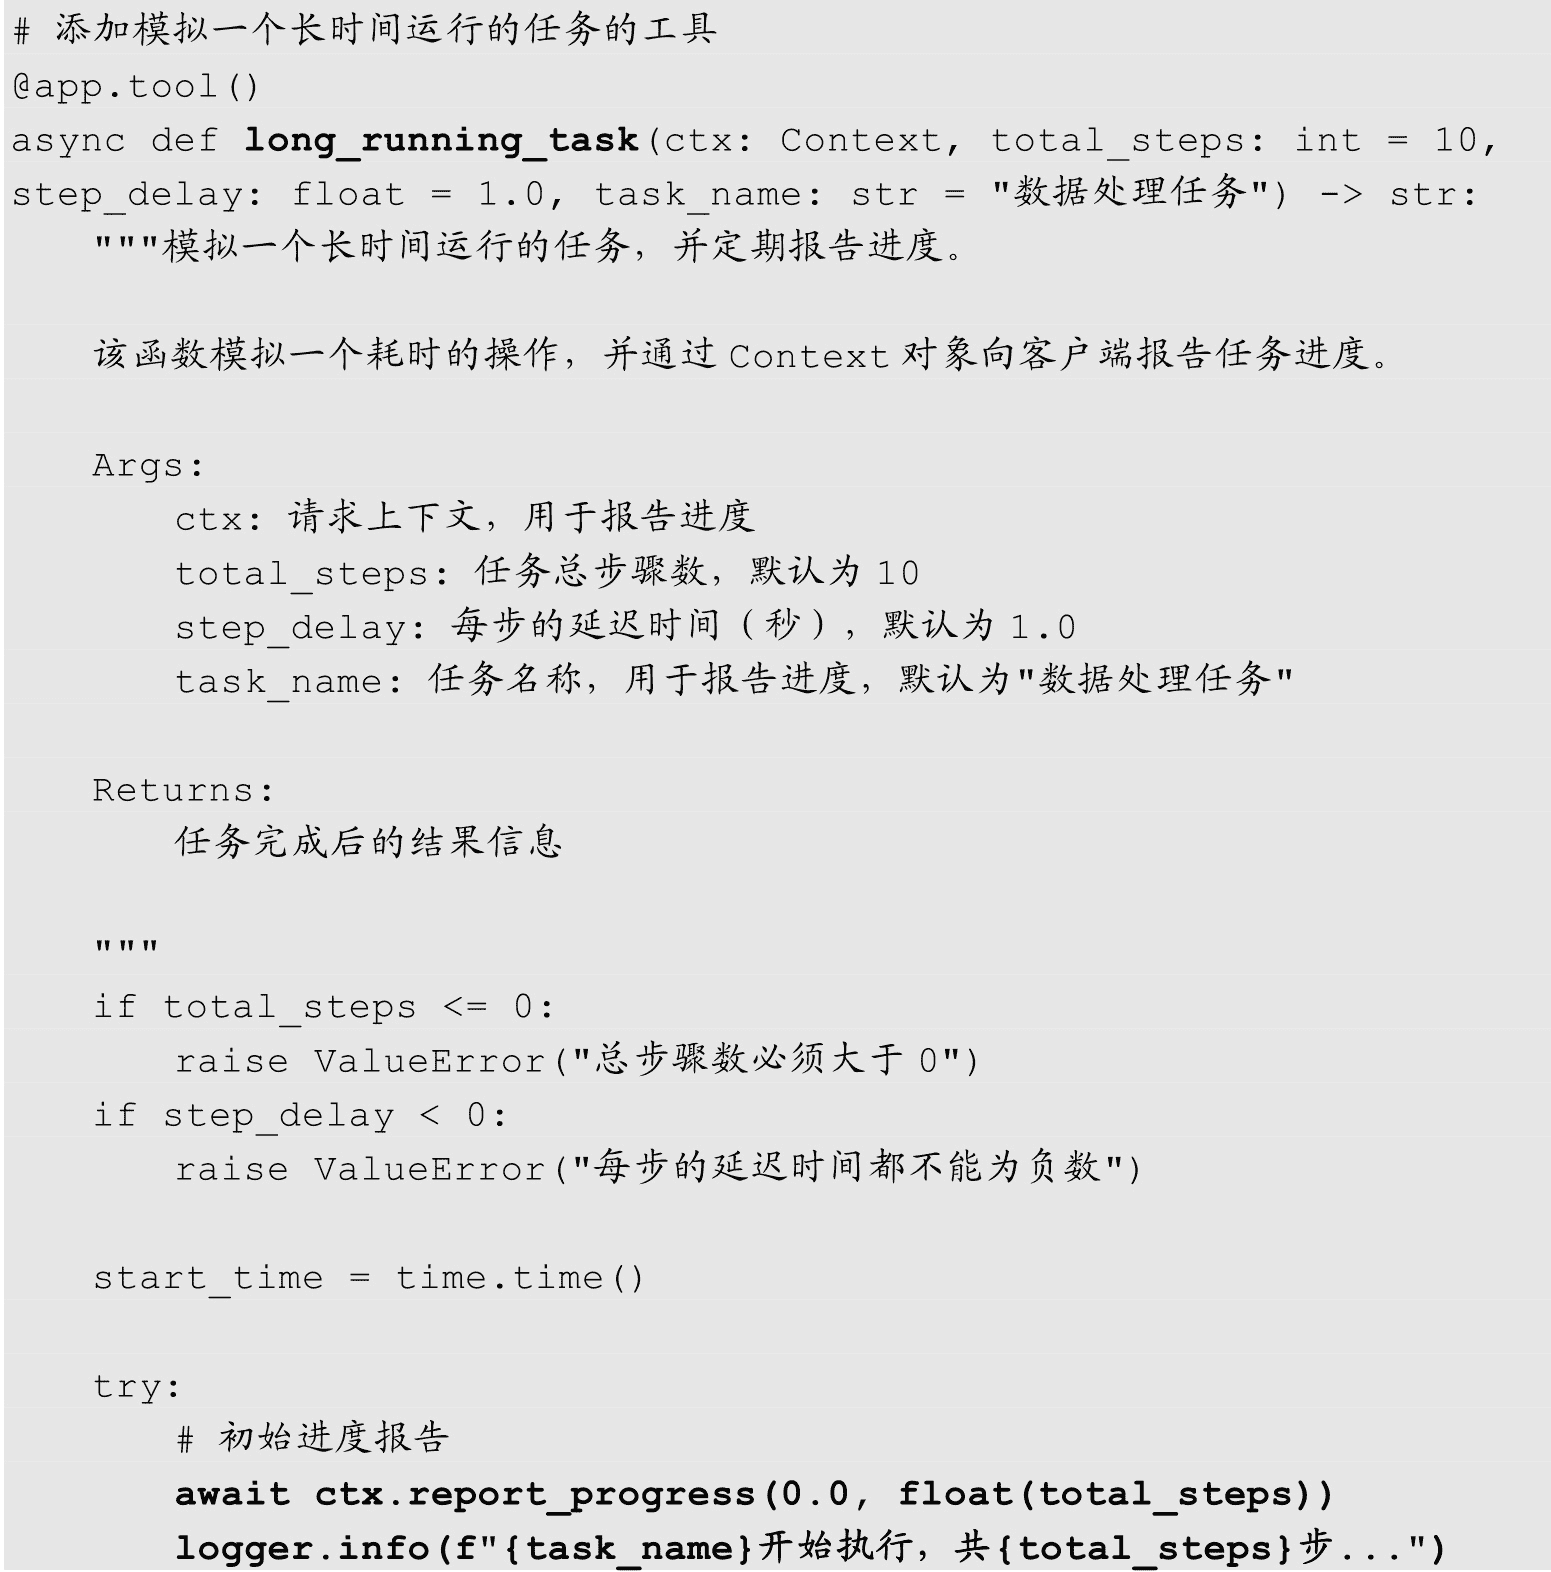 # 添加模拟一个长时间运行的任务的工具
@app.tool()
async def long_running_task(ctx: Context, total_steps: int = 10,
step_delay: float = 1.0, task_name: str = "数据处理任务") -> str:
    """模拟一个长时间运行的任务，并定期报告进度。

    该函数模拟一个耗时的操作，并通过 Context 对象向客户端报告任务进度。

    Args:
        ctx: 请求上下文，用于报告进度
        total_steps: 任务总步骤数，默认为 10
        step_delay: 每步的延迟时间（秒），默认为 1.0
        task_name: 任务名称，用于报告进度，默认为"数据处理任务"

    Returns:
        任务完成后的结果信息

    """
    if total_steps <= 0:
        raise ValueError("总步骤数必须大于 0")
    if step_delay < 0:
        raise ValueError("每步的延迟时间都不能为负数")

    start_time = time.time()

    try:
        # 初始进度报告
        await ctx.report_progress(0.0, float(total_steps))
        logger.info(f"{task_name}开始执行，共{total_steps}步...")